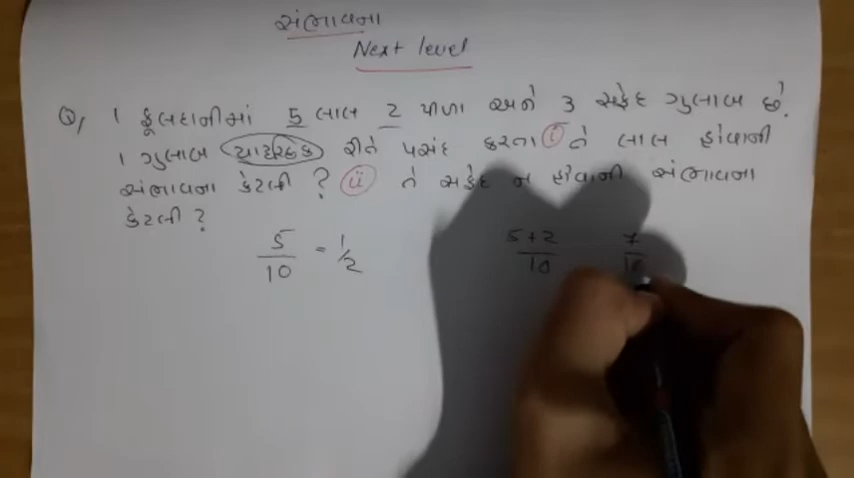 સંભાવના
Next level
Q, 1 ફૂલદાનીમાં 5 લાલ 2 પીળા અને 3 સફેદ ગુલાબ છે.
1 ગુલાબ યાદૃચ્છિક રીતે પસંદ કરતા i તે લાલ હોવાની
સંભાવના કેટલી ? ii તે સફેદ ન હોવાની સંભાવના
કેટલી ?
5/10 = 1/2 5+2/10 7/10